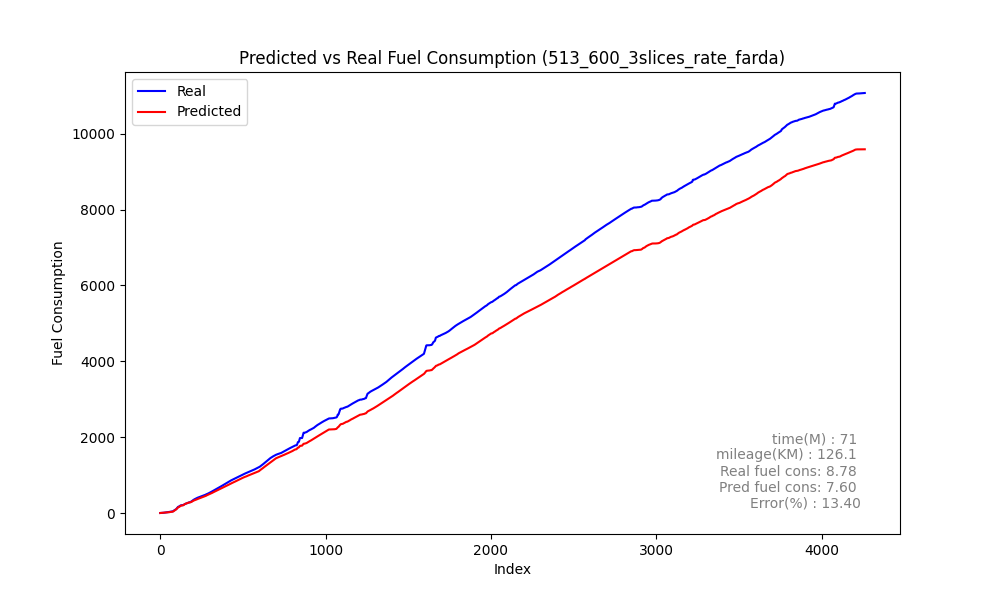 Predicted vs Real Fuel Consumption (513_600_3slices_rate_farda)
Real
Predicted
10000
8000
6000
4000
2000
0
Fuel Consumption
time(M) : 71
mileage(KM) : 126.1
Real fuel cons: 8.78
Pred fuel cons: 7.60
Error(%) : 13.40
0 1000 2000 3000 4000
Index